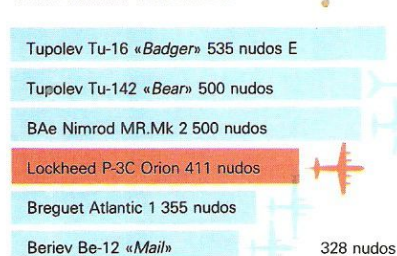 Tupolev Tu-16 «Badger» 535 nudos E
Tupolev Tu-142 «Bear» 500 nudos
BAe Nimrod MR.Mk 2 500 nudos
Lockheed P-3C Orion 411 nudos
Breguet Atlantic 1 355 nudos
Beriev Be-12 «Mail» 328 nudos